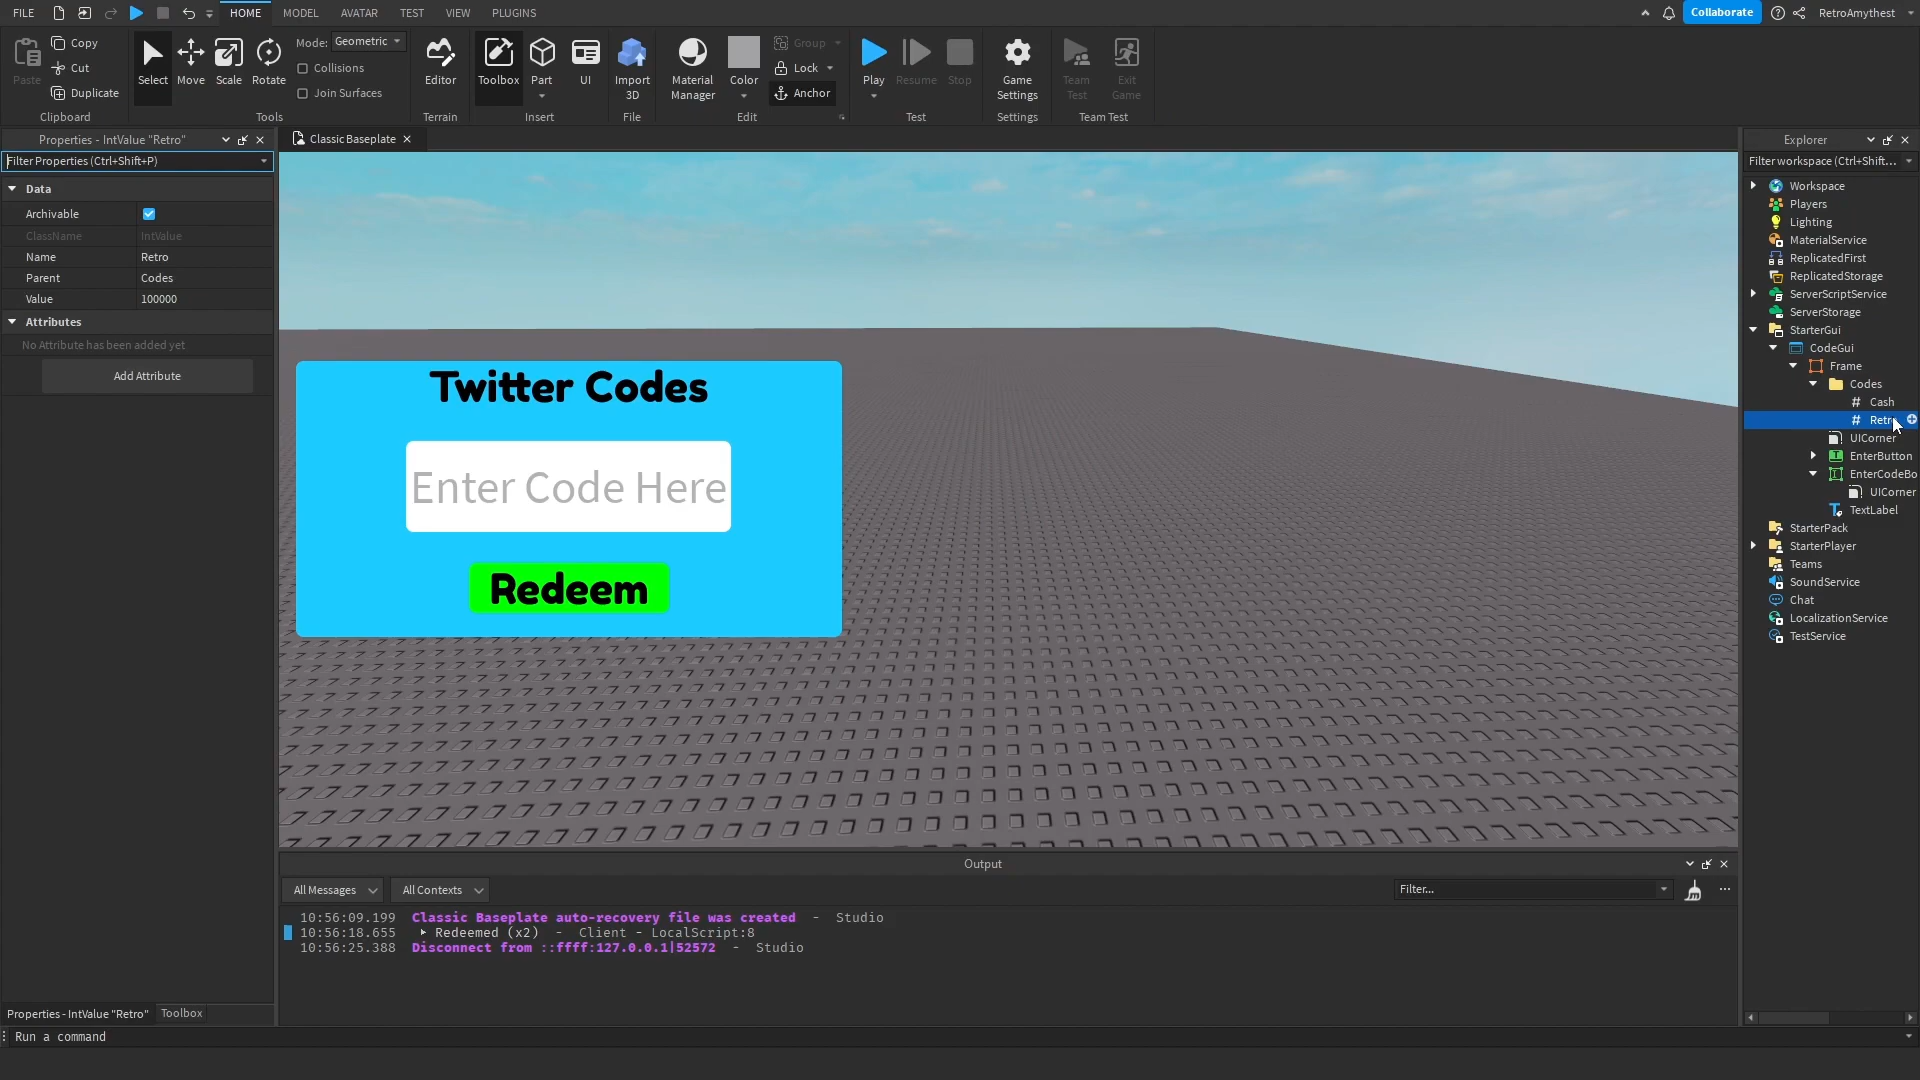 FILE HOME MODEL AVATAR TEST VIEW PLUGINS Collaborate RetroAmythest
Paste Copy Cut Duplicate Clipboard
Select Move Scale Rotate Mode: Geometric Collisions Join Surfaces Tools
Editor Terrain
Toolbox Part UI Insert
Import 3D File
Material Manager Color Group Lock Anchor Edit
Play Resume Stop Test
Game Settings Settings
Team Test Exit Game Team Test
Properties - IntValue "Retro"
Filter Properties (Ctrl+Shift+P)
Data
Archivable
ClassName IntValue
Name Retro
Parent Codes
Value 100000
Attributes
No Attribute has been added yet
Add Attribute
Properties - IntValue "Retro" Toolbox
Classic Baseplate
Twitter Codes
Enter Code Here
Redeem
Output
All Messages All Contexts Filter...
10:56:09.199 Classic Baseplate auto-recovery file was created - Studio
10:56:18.655 Redeemed (x2) - Client - LocalScript:8
10:56:25.388 Disconnect from ::ffff:127.0.0.1|52572 - Studio
Explorer
Filter workspace (Ctrl+Shift...
Workspace
Players
Lighting
MaterialService
ReplicatedFirst
ReplicatedStorage
ServerScriptService
ServerStorage
StarterGui
CodeGui
Frame
Codes
# Cash
# Retro
UICorner
EnterButton
EnterCodeBo
UICorner
TextLabel
StarterPack
StarterPlayer
Teams
SoundService
Chat
LocalizationService
TestService
Run a command